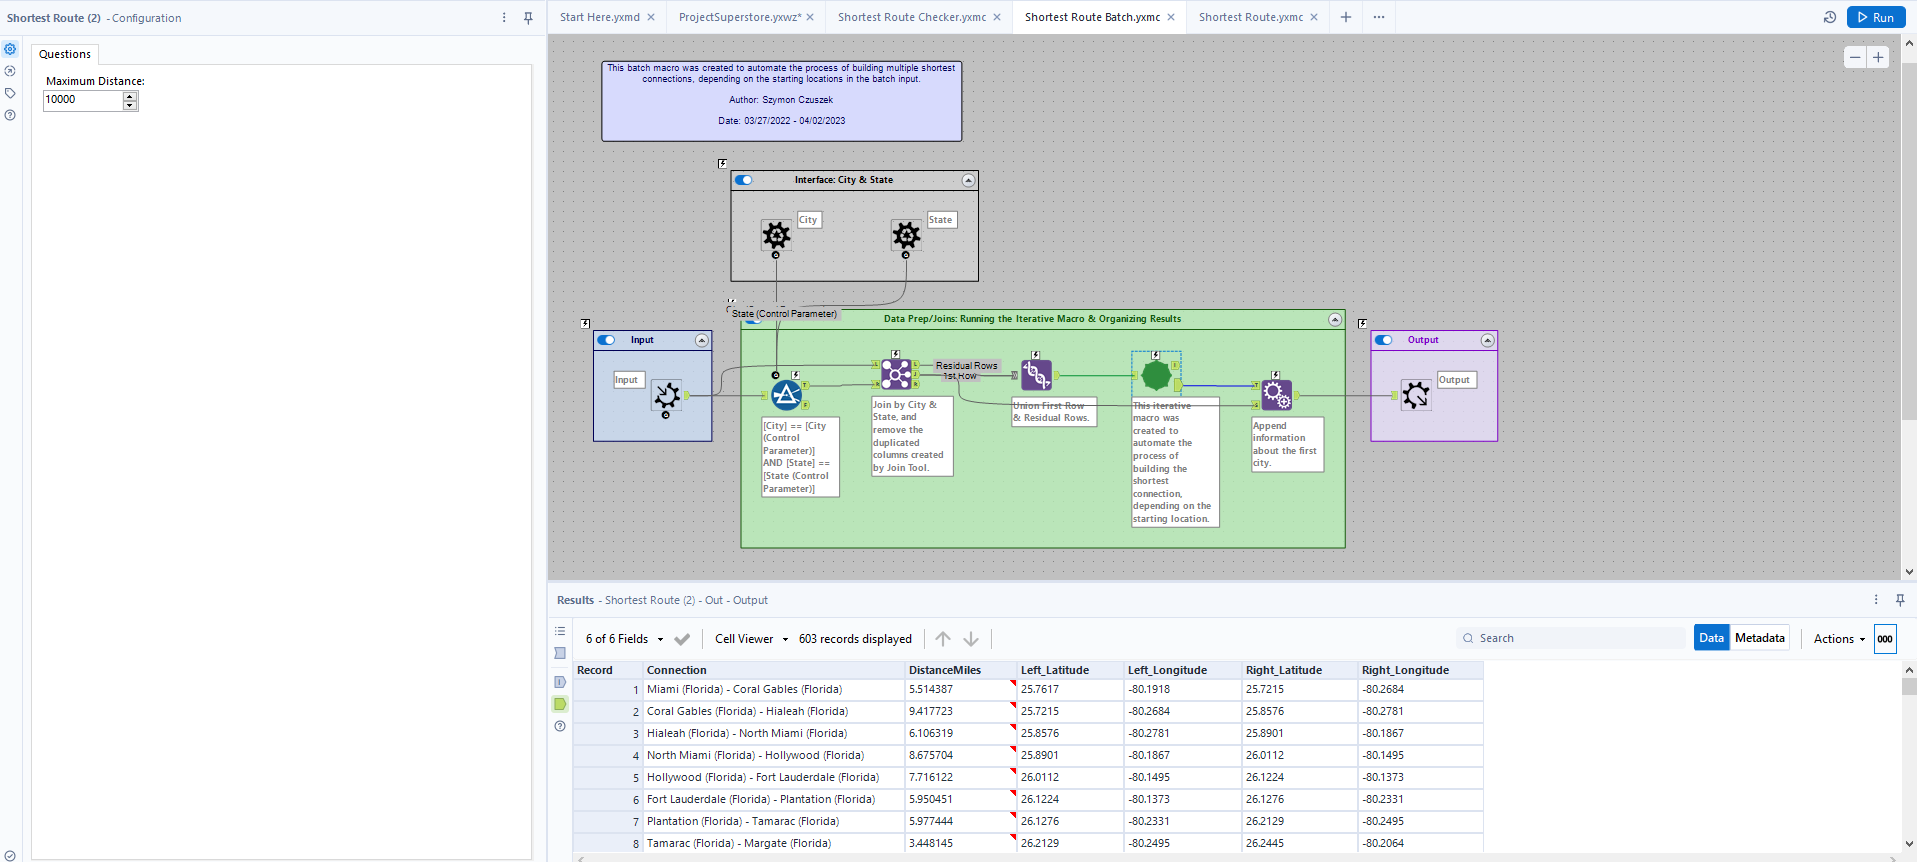 Shortest Route (2) - Configuration
Questions
Maximum Distance:
10000
Start Here.yxmd
ProjectSuperstore.yxwz*
Shortest Route Checker.yxmc
Shortest Route Batch.yxmc
Shortest Route.yxmc
Run
This batch macro was created to automate the process of building multiple shortest
connections, depending on the starting locations in the batch input.
Author: Szymon Czuszek
Date: 03/27/2022 - 04/02/2023
Interface: City & State
City
State
State (Control Parameter)
Data Prep/Joins: Running the Iterative Macro & Organizing Results
Input
Input
[City] == [City
(Control
Parameter)]
AND [State] ==
[State (Control
Parameter)]
Residual Rows
1st Row
Join by City &
State, and
remove the
duplicated
columns created
by Join Tool.
Union First Row
& Residual Rows.
This iterative
macro was
created to
automate the
process of
building the
shortest
connection,
depending on the
starting location.
Append
information
about the first
city.
Output
Output
Results - Shortest Route (2) - Out - Output
6 of 6 Fields
Cell Viewer
603 records displayed
Search
Data
Metadata
Actions
000
Record Connection DistanceMiles Left_Latitude Left_Longitude Right_Latitude Right_Longitude
1 Miami (Florida) - Coral Gables (Florida) 5.514387 25.7617 -80.1918 25.7215 -80.2684
2 Coral Gables (Florida) - Hialeah (Florida) 9.417723 25.7215 -80.2684 25.8576 -80.2781
3 Hialeah (Florida) - North Miami (Florida) 6.106319 25.8576 -80.2781 25.8901 -80.1867
4 North Miami (Florida) - Hollywood (Florida) 8.675704 25.8901 -80.1867 26.0112 -80.1495
5 Hollywood (Florida) - Fort Lauderdale (Florida) 7.716122 26.0112 -80.1495 26.1224 -80.1373
6 Fort Lauderdale (Florida) - Plantation (Florida) 5.950451 26.1224 -80.1373 26.1276 -80.2331
7 Plantation (Florida) - Tamarac (Florida) 5.977444 26.1276 -80.2331 26.2129 -80.2495
8 Tamarac (Florida) - Margate (Florida) 3.448145 26.2129 -80.2495 26.2445 -80.2064